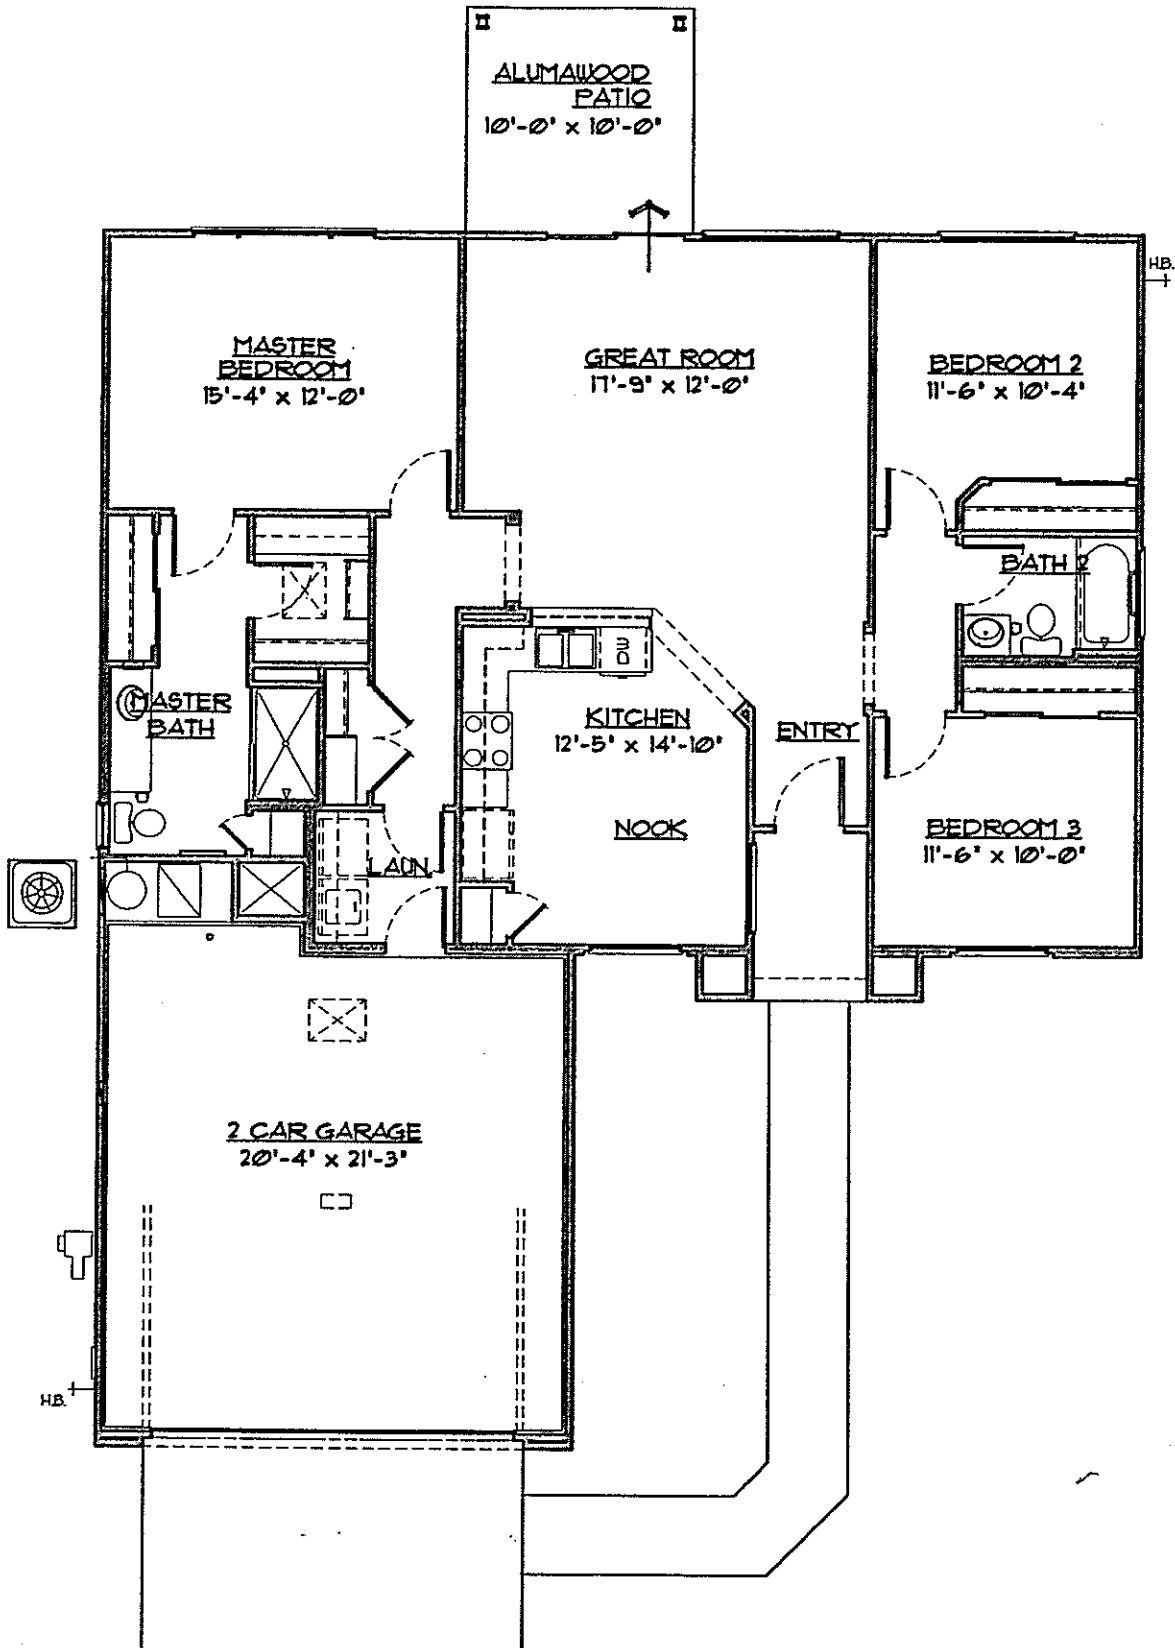 ALUMAWOOD
PATIO
10'-0" x 10'-0"
H.B.
MASTER
BEDROOM
15'-4" x 12'-0"
GREAT ROOM
17'-9" x 12'-0"
BEDROOM 2
11'-6" x 10'-4"
BATH 2
DW
MASTER
BATH
KITCHEN
12'-5" x 14'-10"
ENTRY
NOOK
BEDROOM 3
11'-6" x 10'-0"
LAUN.
2 CAR GARAGE
20'-4" x 21'-3"
H.B.